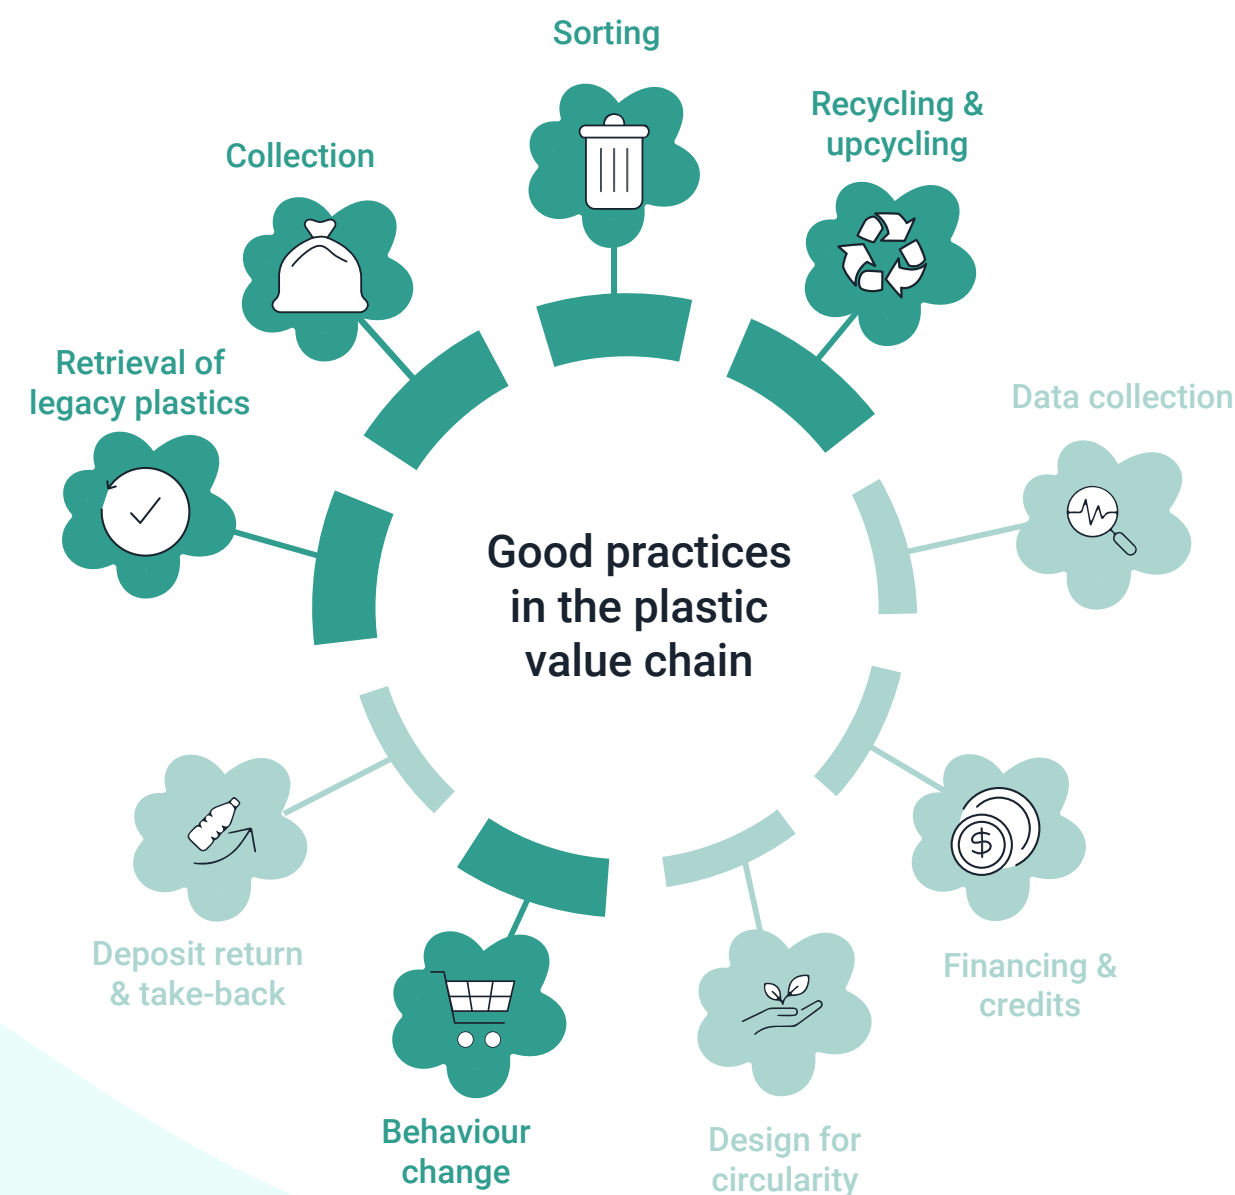 Sorting
Recycling &
upcycling
Collection
Retrieval of
legacy plastics
Data collection
Good practices
in the plastic
value chain
Deposit return
& take-back
Financing &
credits
Behaviour
change
Design for
circularity
$